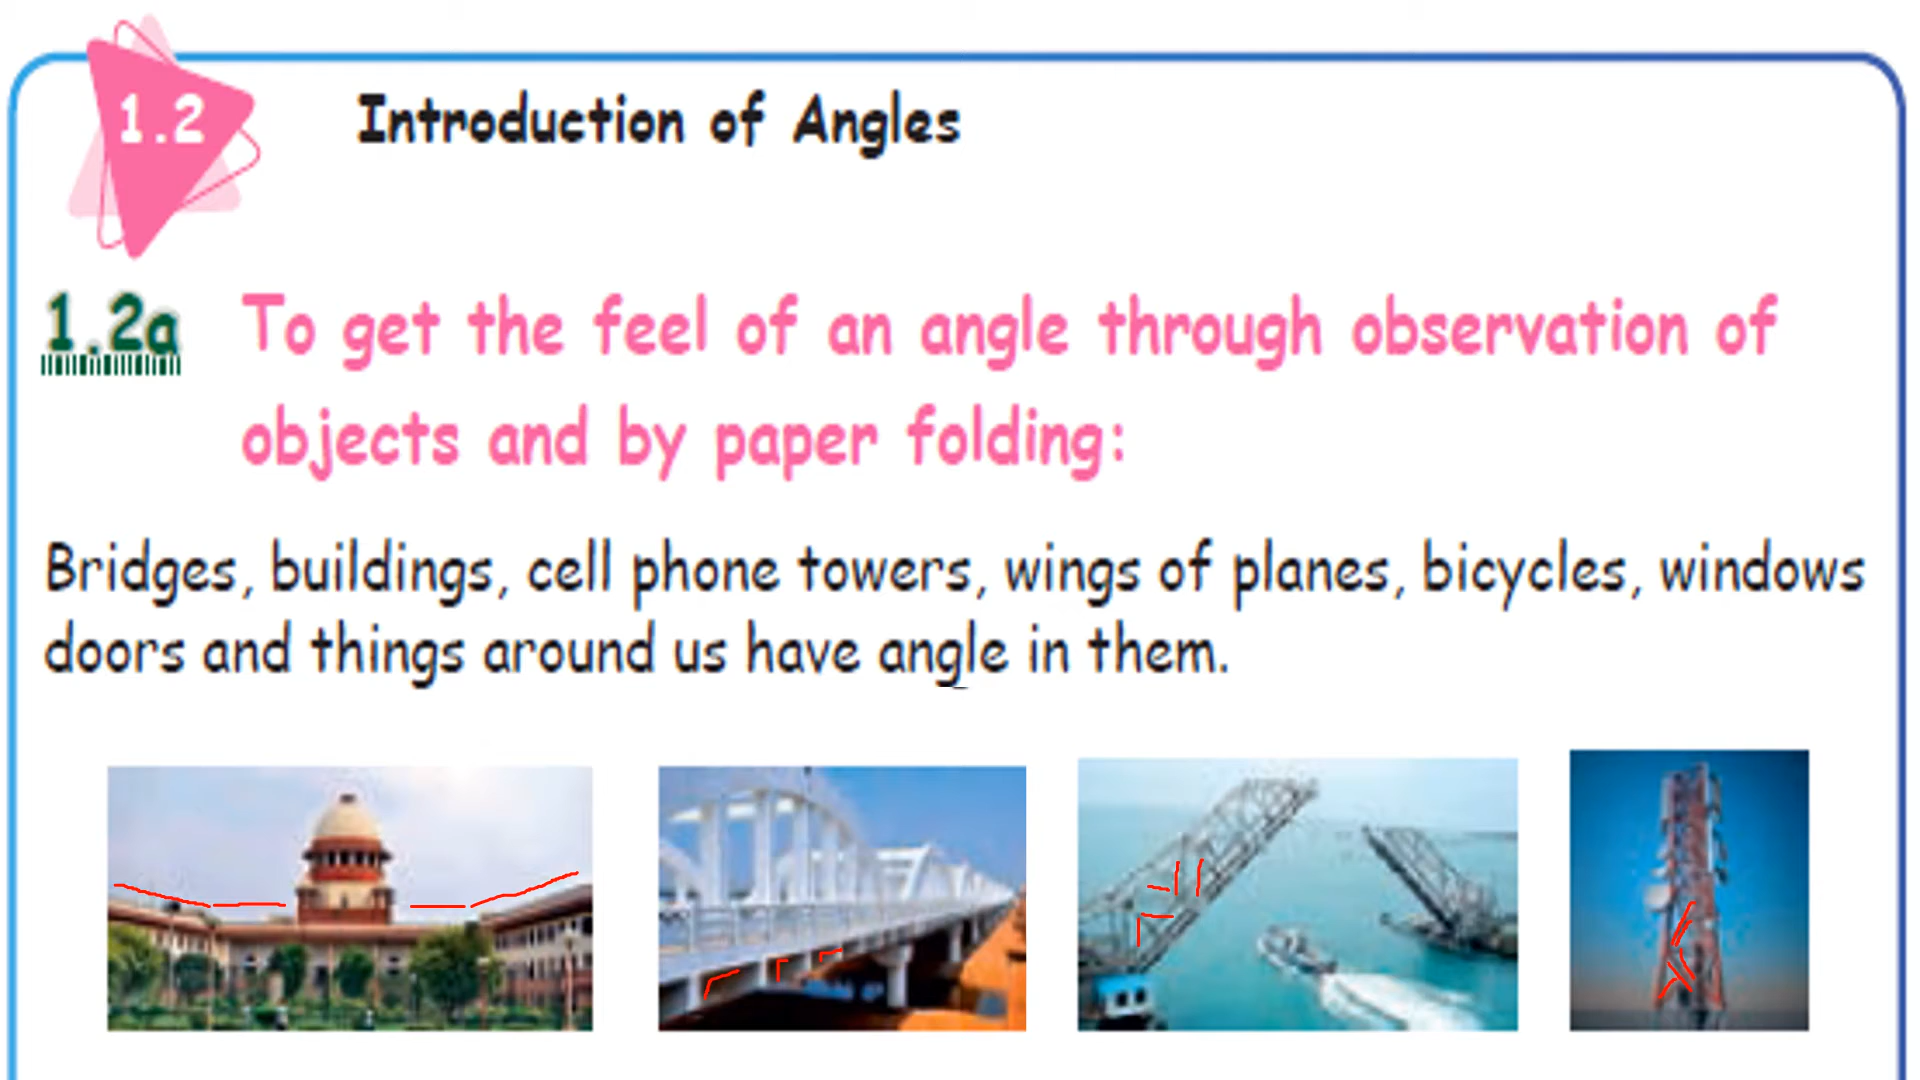 1.2 Introduction of Angles
1.2a To get the feel of an angle through observation of
objects and by paper folding:
Bridges, buildings, cell phone towers, wings of planes, bicycles, windows
doors and things around us have angle in them.